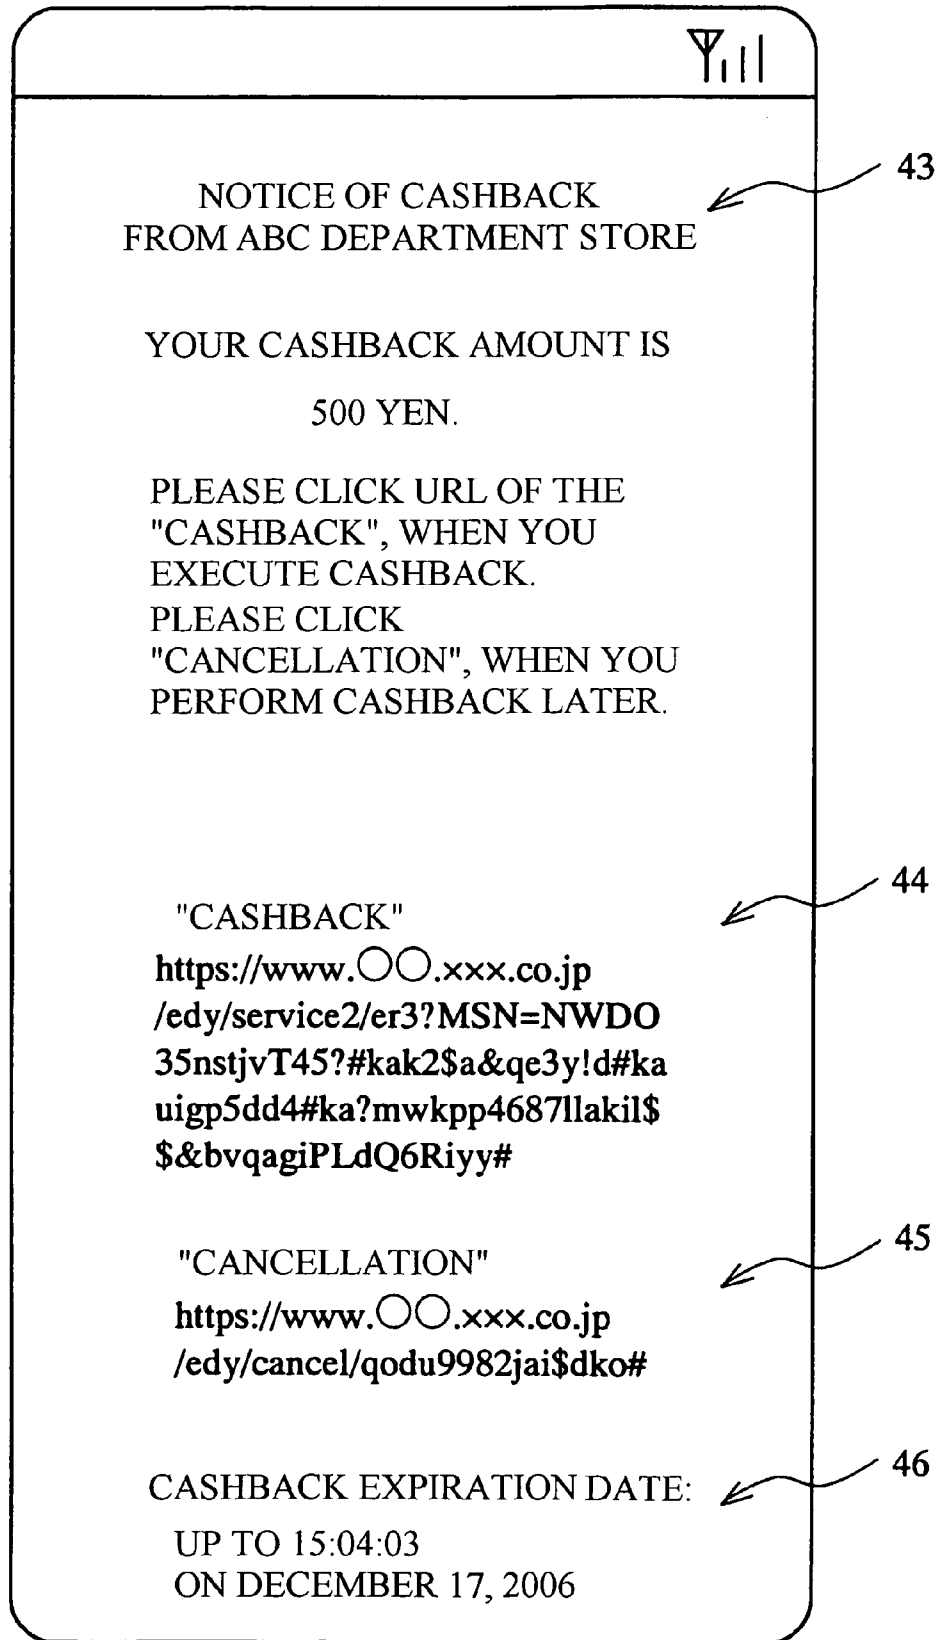 43
NOTICE OF CASHBACK
FROM ABC DEPARTMENT STORE
YOUR CASHBACK AMOUNT IS
500 YEN.
PLEASE CLICK URL OF THE
"CASHBACK", WHEN YOU
EXECUTE CASHBACK.
PLEASE CLICK
"CANCELLATION", WHEN YOU
PERFORM CASHBACK LATER.
44
"CASHBACK"
https://www.○○.xxx.co.jp
/edy/service2/er3?MSN=NWDO
35nstjvT45?#kak2$a&qe3y!d#ka
uigp5dd4#ka?mwkpp4687llakil$
$&bvqagiPLdQ6Riyy#
45
"CANCELLATION"
https://www.○○.xxx.co.jp
/edy/cancel/qodu9982jai$dko#
46
CASHBACK EXPIRATION DATE:
UP TO 15:04:03
ON DECEMBER 17, 2006